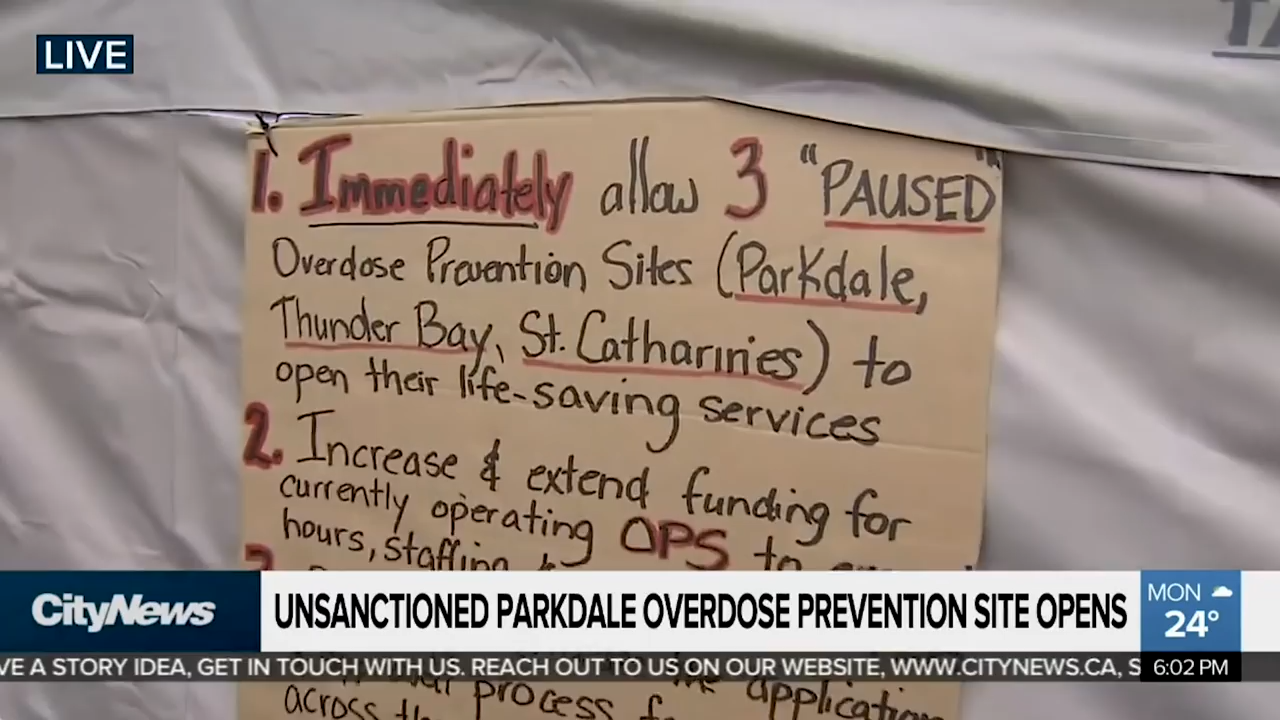 LIVE
1. Immediately allow 3 "PAUSED"
Overdose Prevention Sites (Parkdale,
Thunder Bay, St. Catharines) to
open their life-saving services
2. Increase & extend funding for
currently operating OPS to
hours, staffing
CityNews
UNSANCTIONED PARKDALE OVERDOSE PREVENTION SITE OPENS
MON
24°
VE A STORY IDEA, GET IN TOUCH WITH US. REACH OUT TO US ON OUR WEBSITE, WWW.CITYNEWS.CA, S
6:02 PM
the application
process
across